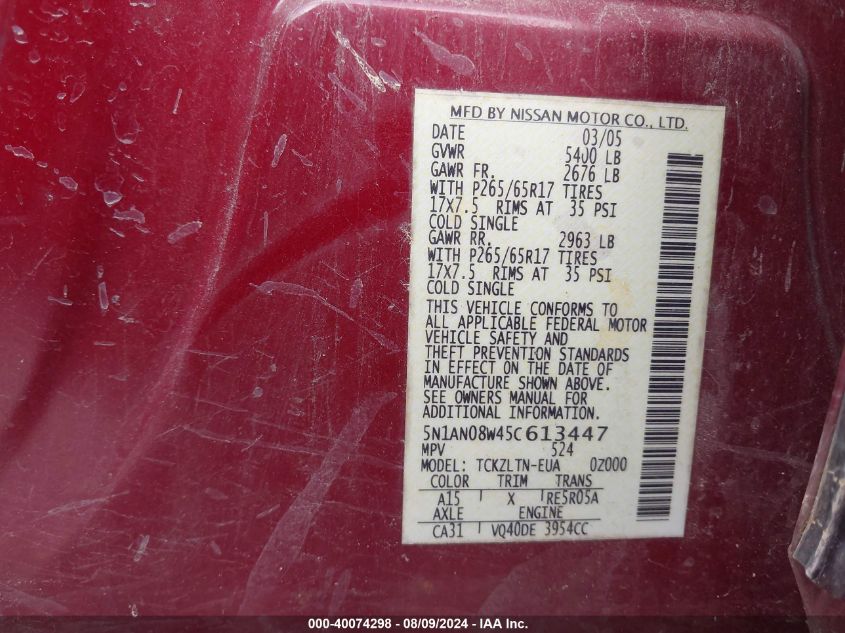 MFD BY NISSAN MOTOR CO., LTD.
DATE 03/05
GVWR 5400 LB
GAWR FR. 2676 LB
WITH P265/65R17 TIRES
17X7.5 RIMS AT 35 PSI
COLD SINGLE
GAWR RR. 2963 LB
WITH P265/65R17 TIRES
17X7.5 RIMS AT 35 PSI
COLD SINGLE
THIS VEHICLE CONFORMS TO
ALL APPLICABLE FEDERAL MOTOR
VEHICLE SAFETY AND
THEFT PREVENTION STANDARDS
IN EFFECT ON THE DATE OF
MANUFACTURE SHOWN ABOVE.
SEE OWNERS MANUAL FOR
ADDITIONAL INFORMATION.
5N1AN08W45C613447
MPV 524
MODEL: TCKZLTN-EUA 0Z000
COLOR TRIM TRANS
A15 X RE5R05A
AXLE ENGINE
CA31 VQ40DE 3954CC
000-40074298 - 08/09/2024 - IAA Inc.